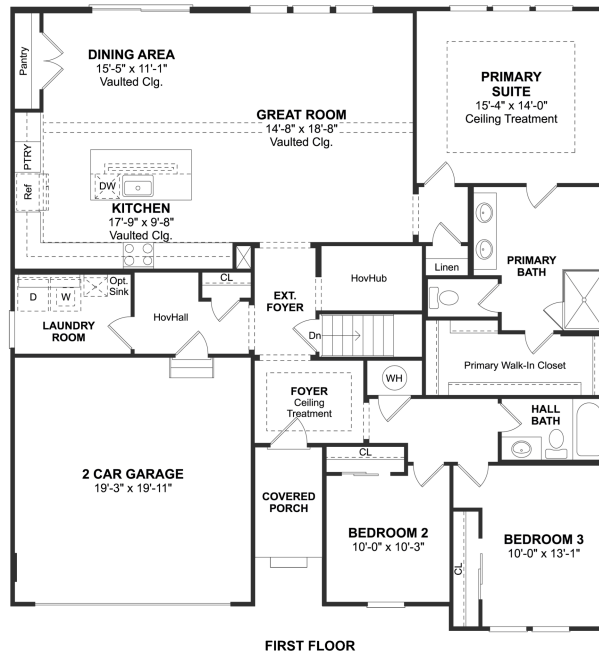 Pantry
DINING AREA
15'-5" x 11'-1"
Vaulted Clg.
GREAT ROOM
14'-8" x 18'-8"
Vaulted Clg.
PRIMARY
SUITE
15'-4" x 14'-0"
Ceiling Treatment
PTRY
Ref
DW
KITCHEN
17'-9" x 9'-8"
Vaulted Clg.
Linen
PRIMARY
BATH
D
W
Opt.
Sink
LAUNDRY
ROOM
CL
HovHall
EXT.
FOYER
HovHub
Dn
Primary Walk-In Closet
WH
FOYER
Ceiling
Treatment
HALL
BATH
2 CAR GARAGE
19'-3" x 19'-11"
COVERED
PORCH
CL
BEDROOM 2
10'-0" x 10'-3"
CL
BEDROOM 3
10'-0" x 13'-1"
FIRST FLOOR